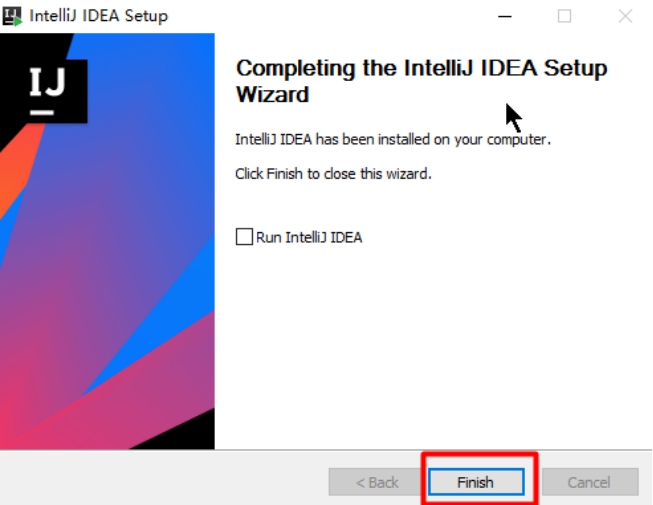 IntelliJ IDEA Setup
IJ
Completing the IntelliJ IDEA Setup
Wizard
IntelliJ IDEA has been installed on your computer.
Click Finish to close this wizard.
Run IntelliJ IDEA
< Back
Finish
Cancel